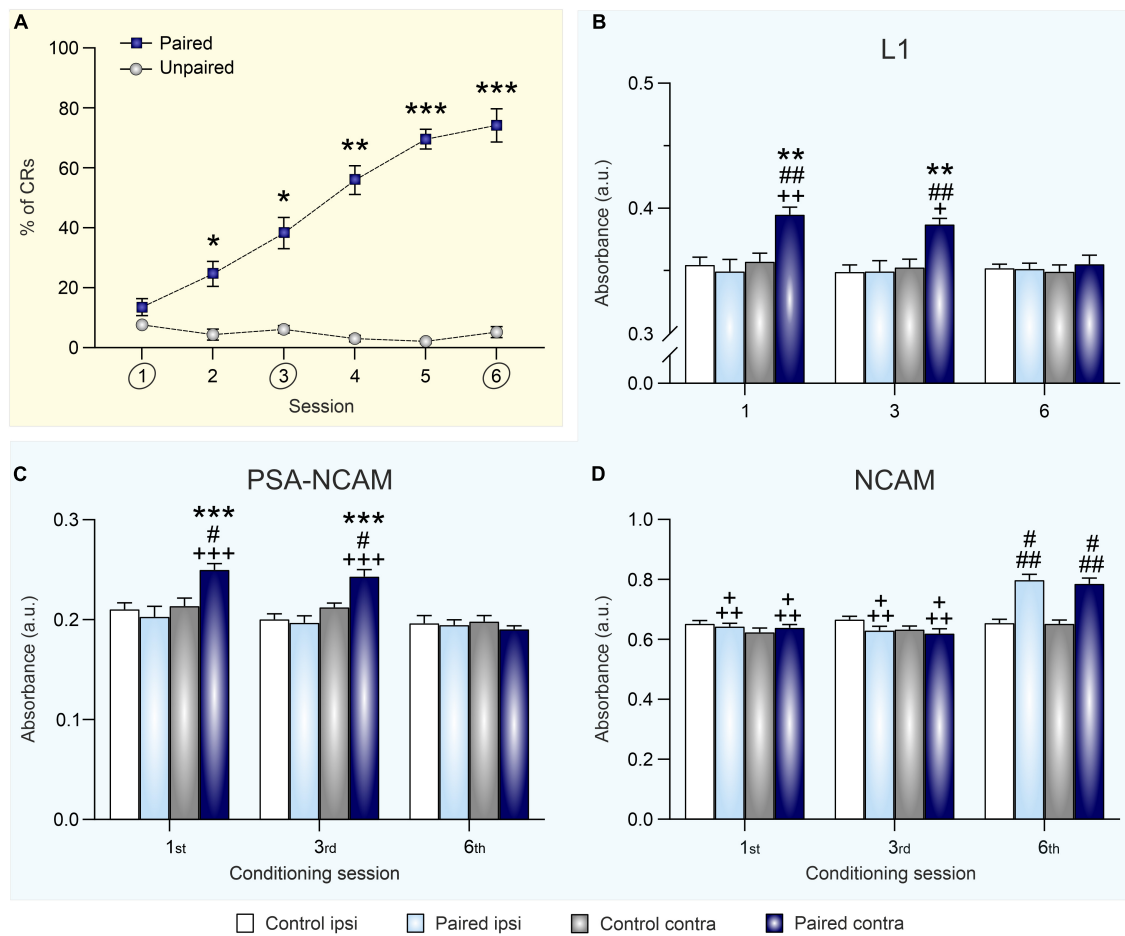 A
Paired
Unpaired
100
80
60
40
20
0
% of CRs
*
*
**
***
***
1 2 3 4 5 6
Session
B
L1
0.5
0.4
0.3
0.0
Absorbance (a.u.)
**
##
++
**
##
+
1 3 6
C
PSA-NCAM
0.3
0.2
0.1
0.0
Absorbance (a.u.)
***
#
+++
***
#
+++
1st 3rd 6th
Conditioning session
D
NCAM
1.0
0.8
0.6
0.4
0.2
0.0
Absorbance (a.u.)
+
++
+
++
+
++
+
++
#
##
#
##
1st 3rd 6th
Conditioning session
Control ipsi Paired ipsi Control contra Paired contra